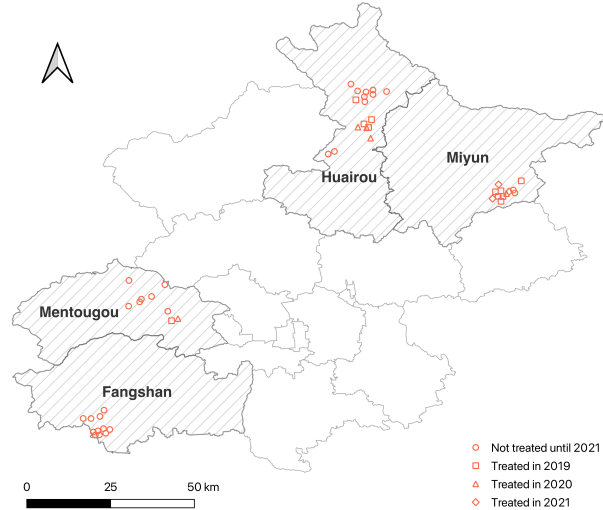 Miyun
Huairou
Mentougou
Fangshan
Not treated until 2021
Treated in 2019
Treated in 2020
Treated in 2021
0 25 50 km